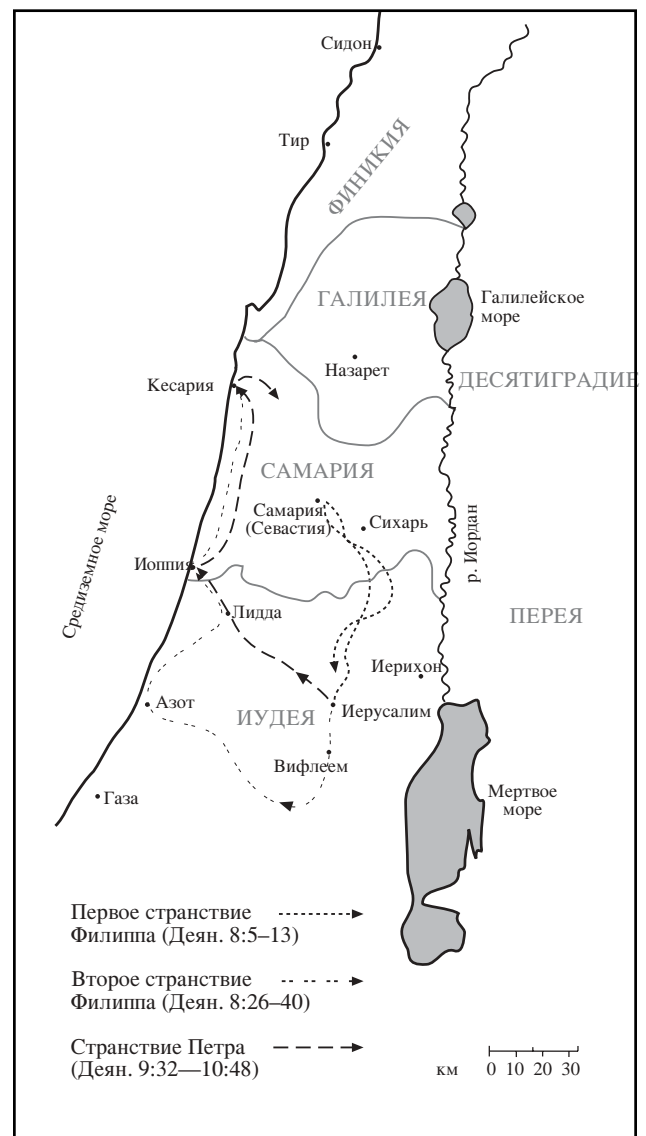 Сидон
Тир
ФИНИКИЯ
ГАЛИЛЕЯ
Галилейское
море
Назарет
ДЕСЯТИГРАДИЕ
Кесария
САМАРИЯ
Самария
(Севастия)
Сихарь
Средиземное море
р. Иордан
Иоппия
Лидда
ПЕРЕЯ
Иерихон
Азот
ИУДЕЯ
Иерусалим
Вифлеем
Газа
Мертвое
море
Первое странствие
Филиппа (Деян. 8:5–13)
Второе странствие
Филиппа (Деян. 8:26–40)
Странствие Петра
(Деян. 9:32—10:48)
км 0 10 20 30